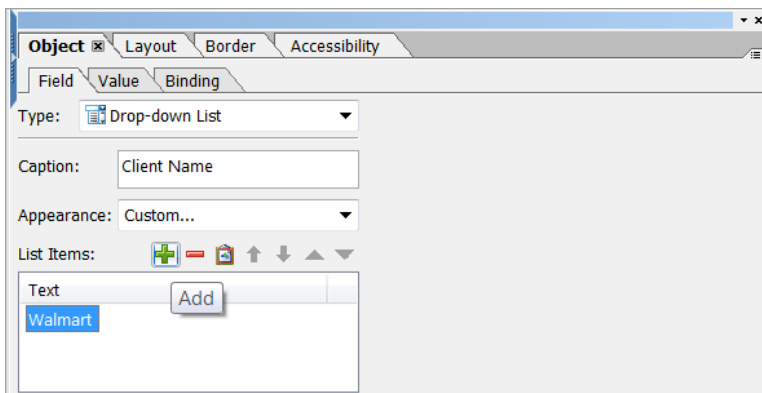 Object Layout Border Accessibility
Field Value Binding
Type: Drop-down List
Caption: Client Name
Appearance: Custom...
List Items:
Text
Add
Walmart